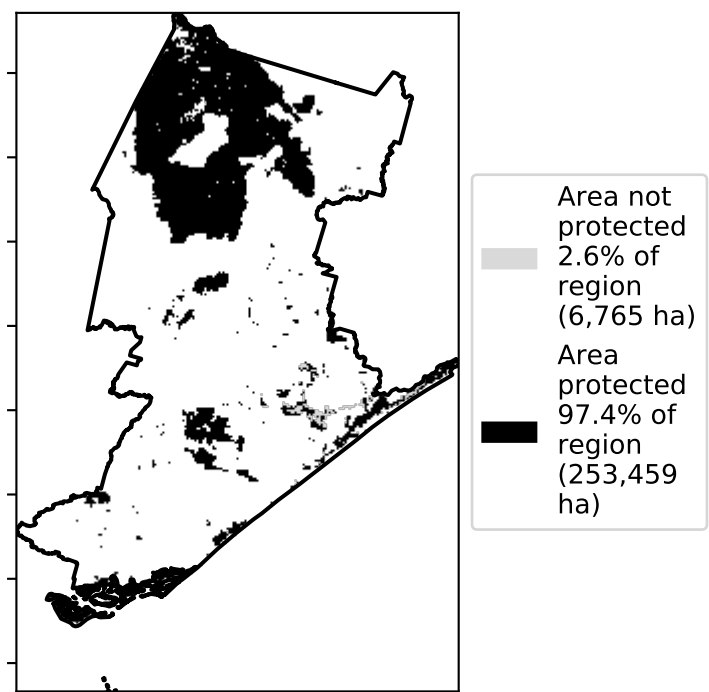 Area not
protected
2.6% of
region
(6,765 ha)
Area
protected
97.4% of
region
(253,459
ha)